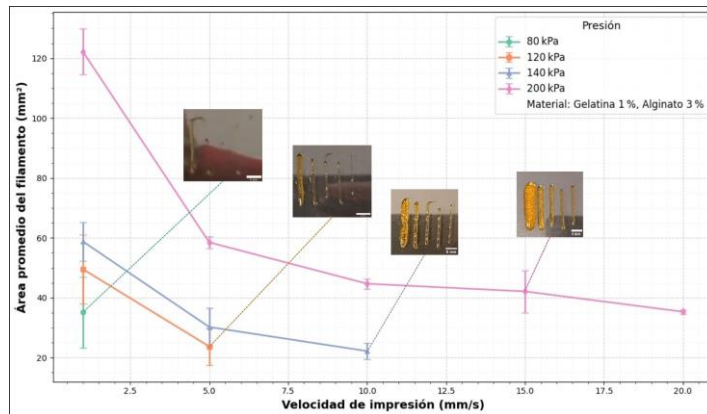 Presión
80 kPa
120 kPa
140 kPa
200 kPa
Material: Gelatina 1 %, Alginato 3 %
Área promedio del filamento (mm²)
120
100
80
60
40
20
2.5
5.0
7.5
10.0
12.5
15.0
17.5
20.0
Velocidad de impresión (mm/s)